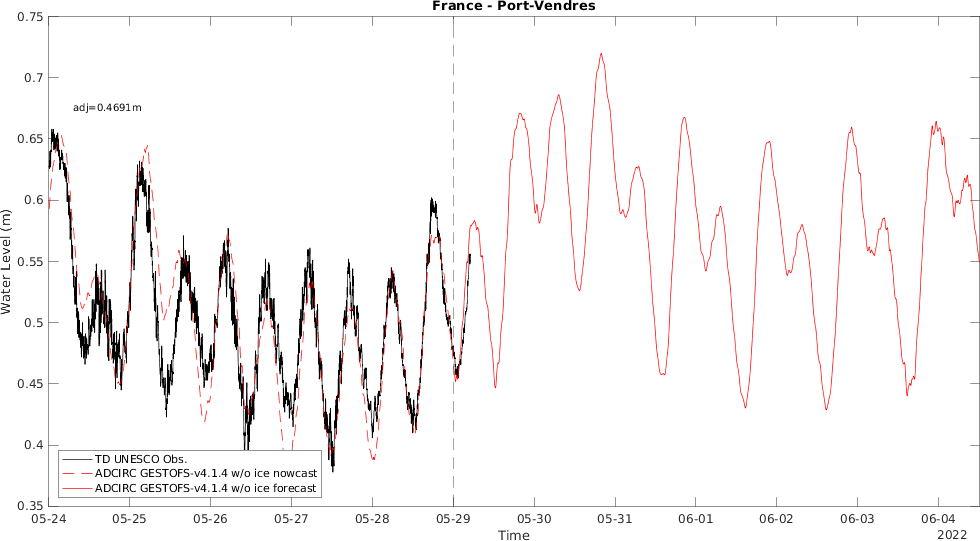 France - Port-Vendres
0.75
0.7
0.65
0.6
0.55
0.5
0.45
0.4
0.35
Water Level (m)
adj=0.4691m
TD UNESCO Obs.
ADCIRC GESTOFS-v4.1.4 w/o ice nowcast
ADCIRC GESTOFS-v4.1.4 w/o ice forecast
05-24 05-25 05-26 05-27 05-28 05-29 05-30 05-31 06-01 06-02 06-03 06-04
Time
2022